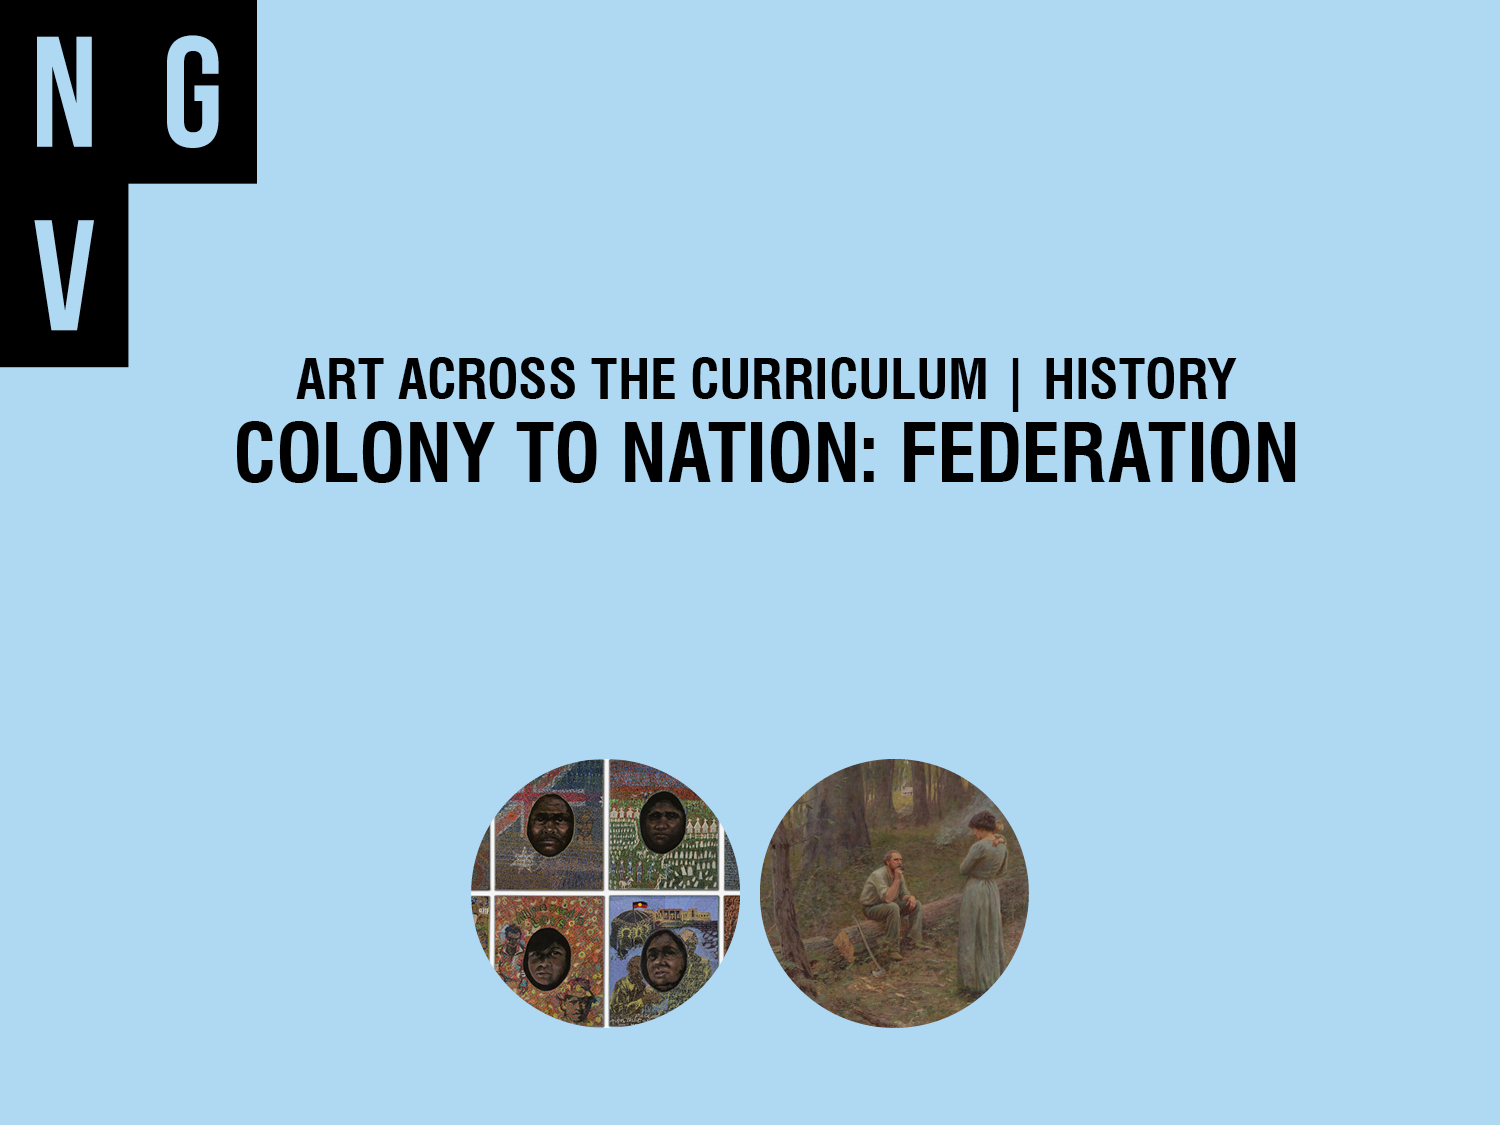 N G
V
ART ACROSS THE CURRICULUM | HISTORY
COLONY TO NATION: FEDERATION